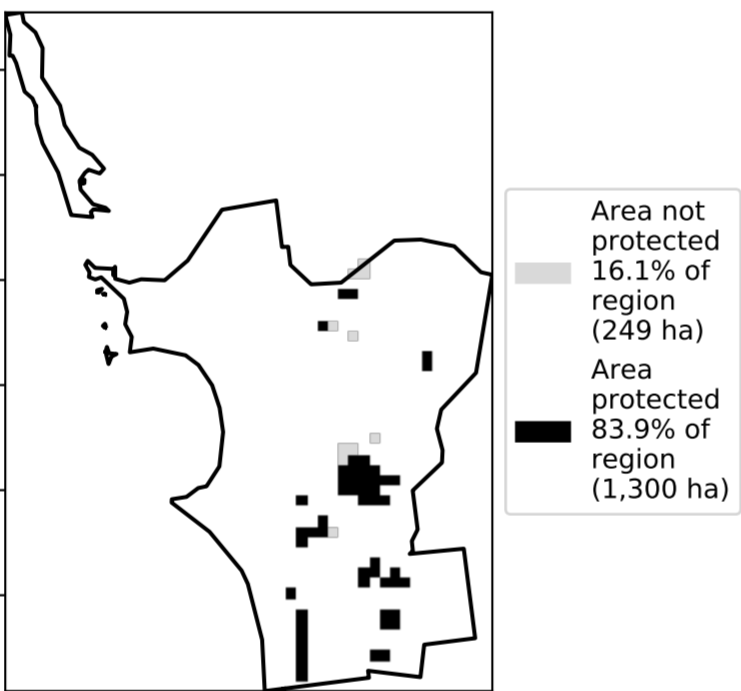 Area not
protected
16.1% of
region
(249 ha)
Area
protected
83.9% of
region
(1,300 ha)